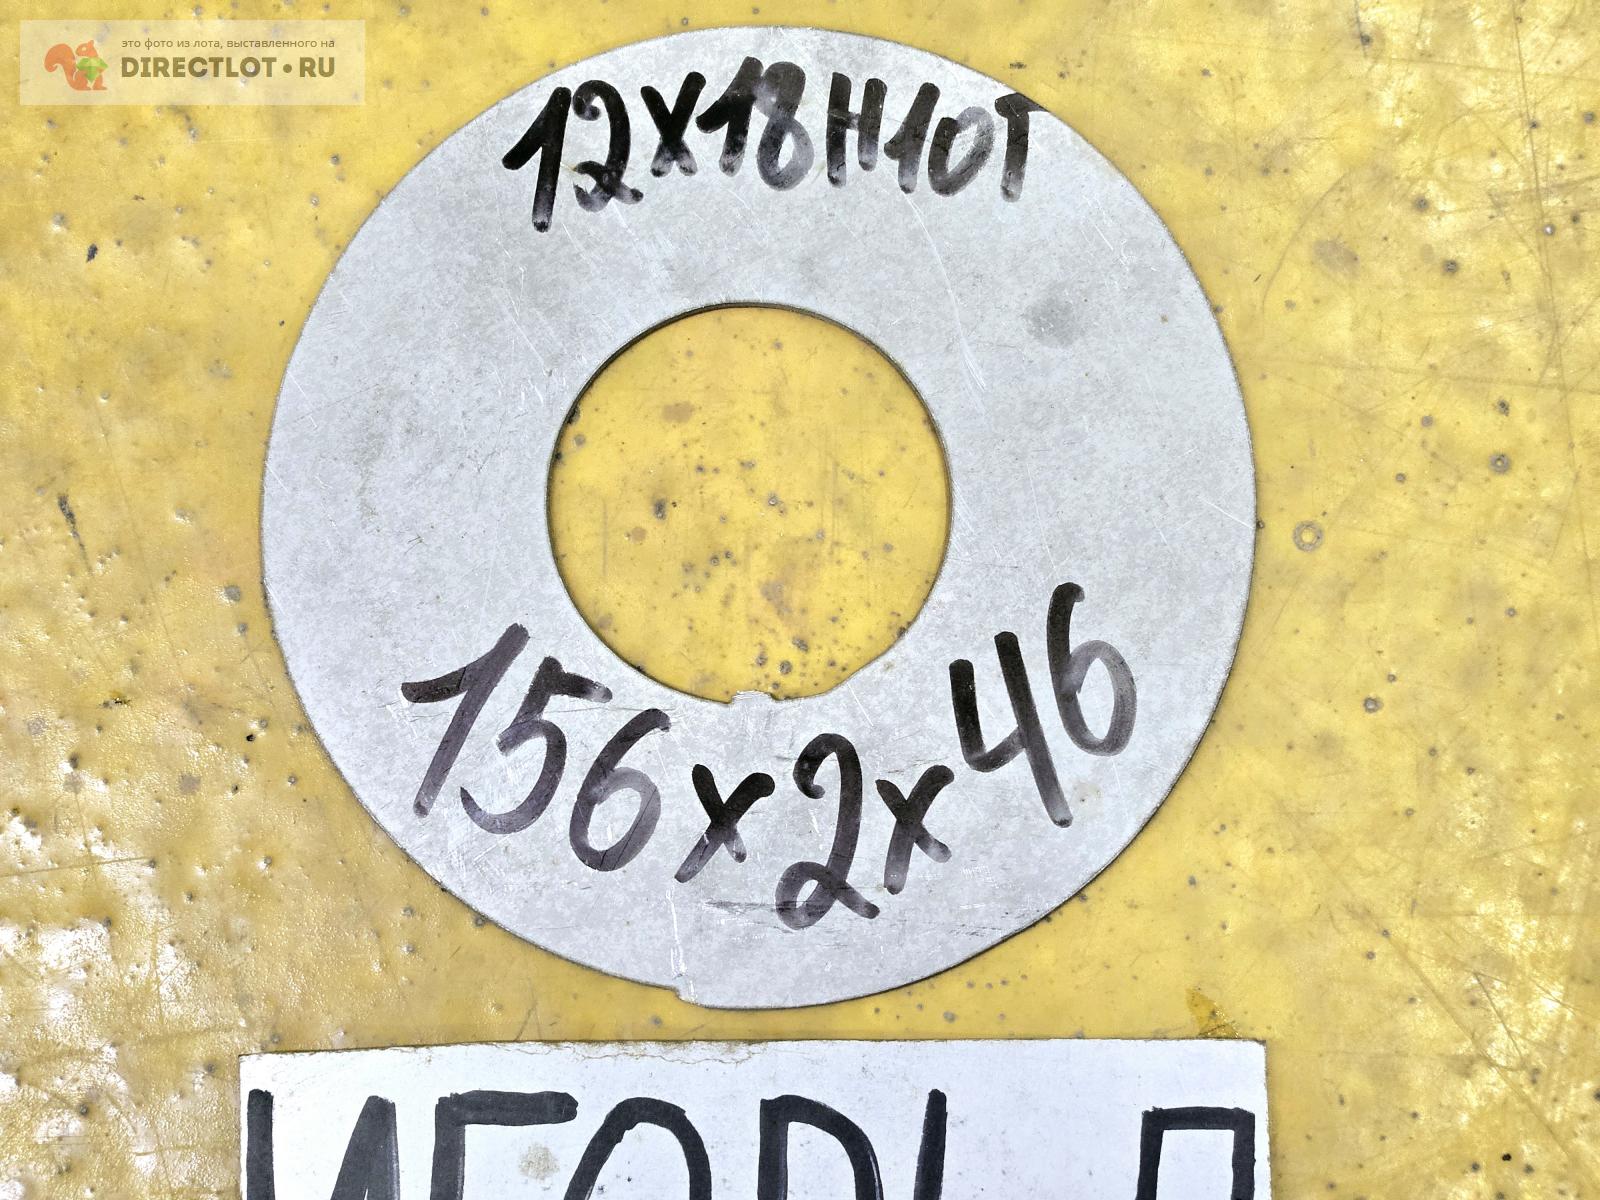 это фото из лота, выставленного на
DIRECTLOT•RU
12Х18Н10Т
156х2х46